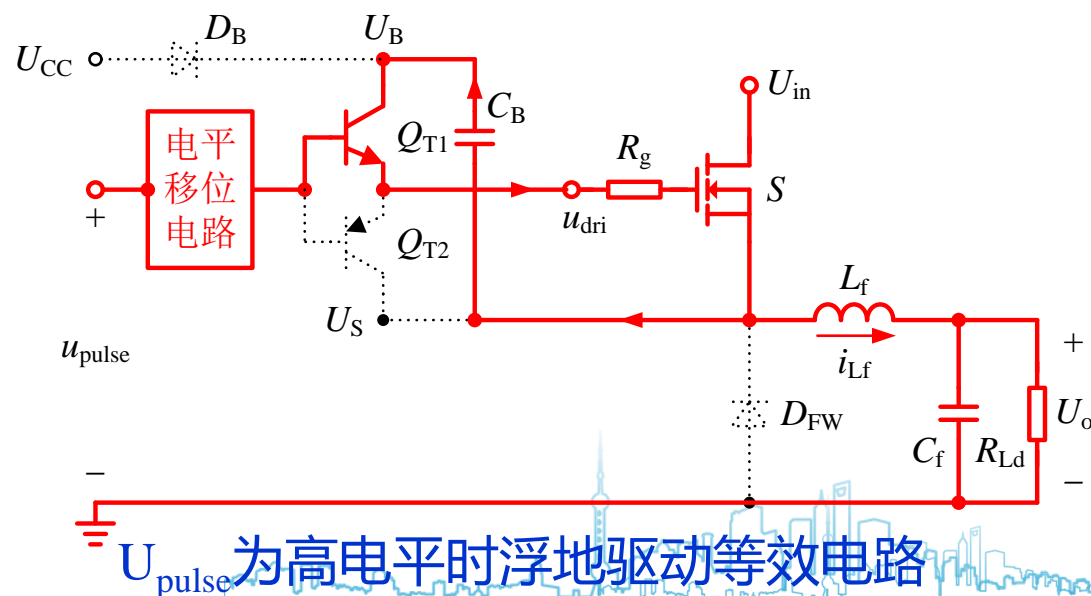 D_B
U_B
U_CC
C_B
U_in
电平
移位
电路
Q_T1
R_g
S
+
u_dri
Q_T2
L_f
U_S
+
u_pulse
i_Lf
D_FW
U_o
C_f
R_Ld
−
−
U_pulse为高电平时浮地驱动等效电路